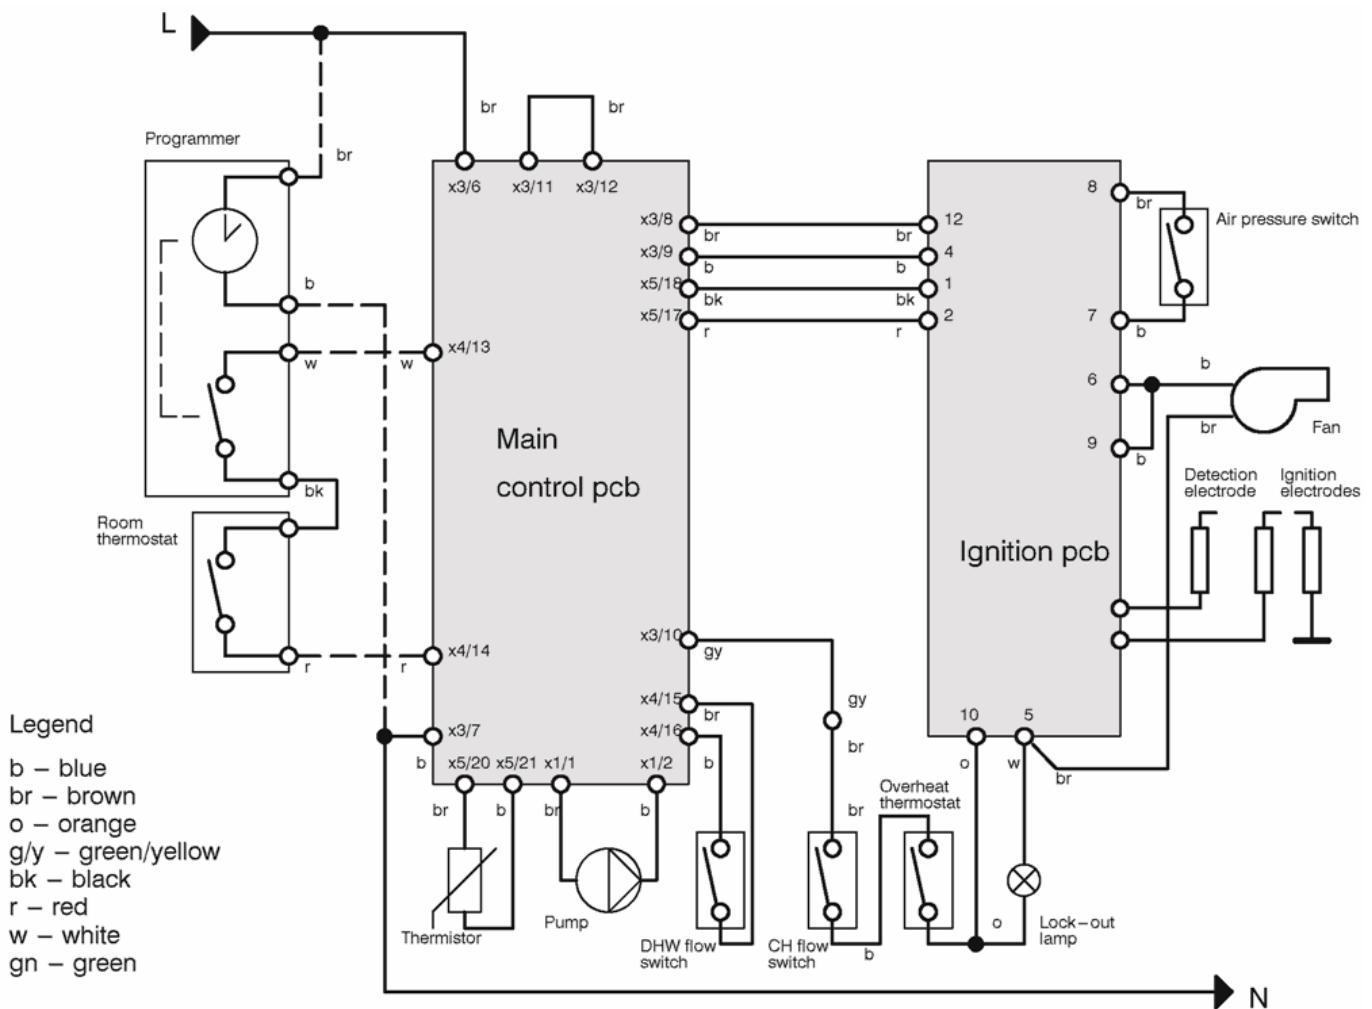 L
br
br
Programmer
br
x3/6
x3/11
x3/12
8
br
Air pressure switch
x3/8
br
br
12
x3/9
b
b
4
x5/18
bk
bk
1
x5/17
r
r
2
7
b
b
w
w
x4/13
6
b
br
Fan
9
b
Main
control pcb
bk
Detection
electrode
Ignition
electrodes
Room
thermostat
Ignition pcb
r
r
x4/14
x3/10
gy
gy
x4/15
br
x4/16
b
br
x3/7
b
10
5
o
w
br
x5/20
x5/21
x1/1
x1/2
br
b
br
b
br
Overheat
thermostat
Thermistor
Pump
DHW flow
switch
CH flow
switch
b
o
Lock-out
lamp
Legend
b – blue
br – brown
o – orange
g/y – green/yellow
bk – black
r – red
w – white
gn – green
N